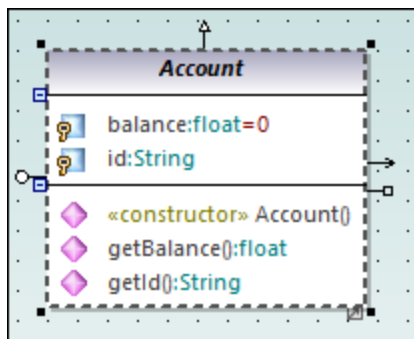 Account
balance:float=0
id:String
«constructor» Account()
getBalance():float
getId():String